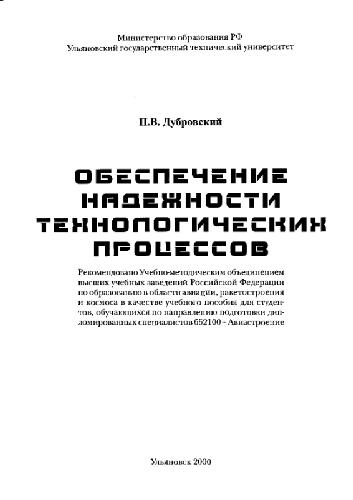 Министерство образования РФ
Ульяновский государственный технический университет
П.В. Дубровский
ОБЕСПЕЧЕНИЕ
НАДЕЖНОСТИ
ТЕХНОЛОГИЧЕСКИХ
ПРОЦЕССОВ
Рекомендовано Учебно-методическим объединением
высших учебных заведений Российской Федерации
по образованию в области авиации, ракетостроения
и космоса в качестве учебного пособия для студен-
тов, обучающихся по направлению подготовки дип-
ломированных специалистов 652100 - Авиастроение
Ульяновск 2000